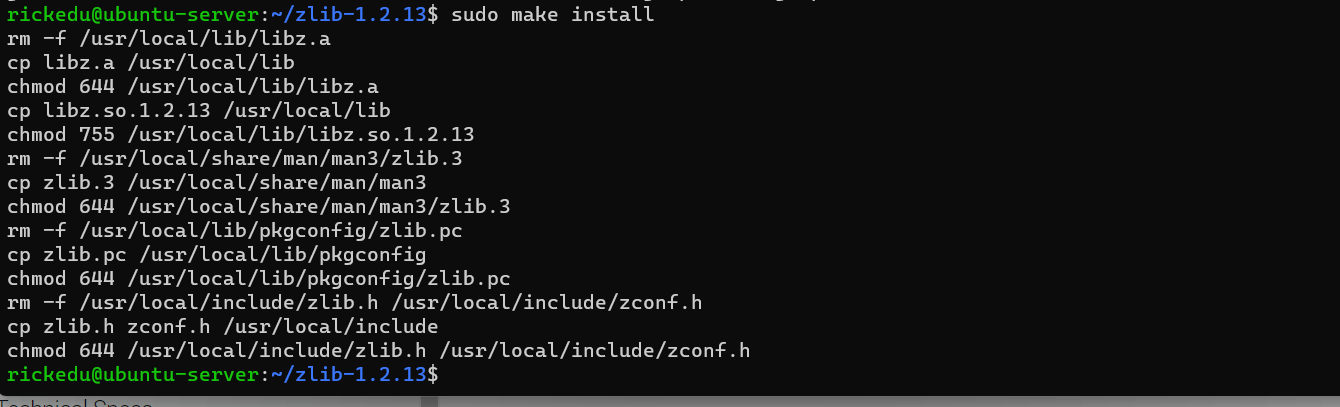 rickedu@ubuntu-server:~/zlib-1.2.13$ sudo make install
rm -f /usr/local/lib/libz.a
cp libz.a /usr/local/lib
chmod 644 /usr/local/lib/libz.a
cp libz.so.1.2.13 /usr/local/lib
chmod 755 /usr/local/lib/libz.so.1.2.13
rm -f /usr/local/share/man/man3/zlib.3
cp zlib.3 /usr/local/share/man/man3
chmod 644 /usr/local/share/man/man3/zlib.3
rm -f /usr/local/lib/pkgconfig/zlib.pc
cp zlib.pc /usr/local/lib/pkgconfig
chmod 644 /usr/local/lib/pkgconfig/zlib.pc
rm -f /usr/local/include/zlib.h /usr/local/include/zconf.h
cp zlib.h zconf.h /usr/local/include
chmod 644 /usr/local/include/zlib.h /usr/local/include/zconf.h
rickedu@ubuntu-server:~/zlib-1.2.13$
Technical Specs